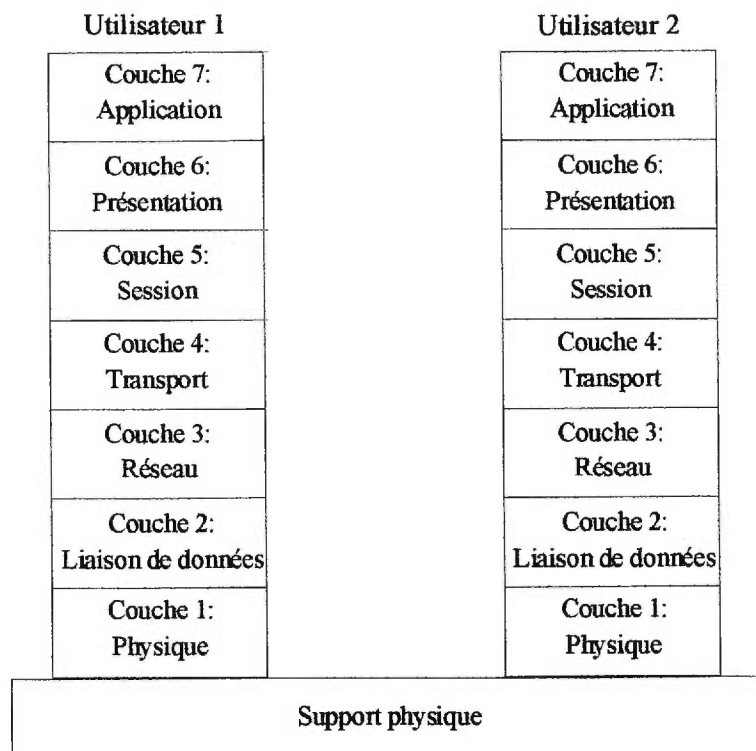 Utilisateur 1
Couche 7:
Application
Couche 6:
Présentation
Couche 5:
Session
Couche 4:
Transport
Couche 3:
Réseau
Couche 2:
Liaison de données
Couche 1:
Physique
Utilisateur 2
Couche 7:
Application
Couche 6:
Présentation
Couche 5:
Session
Couche 4:
Transport
Couche 3:
Réseau
Couche 2:
Liaison de données
Couche 1:
Physique
Support physique